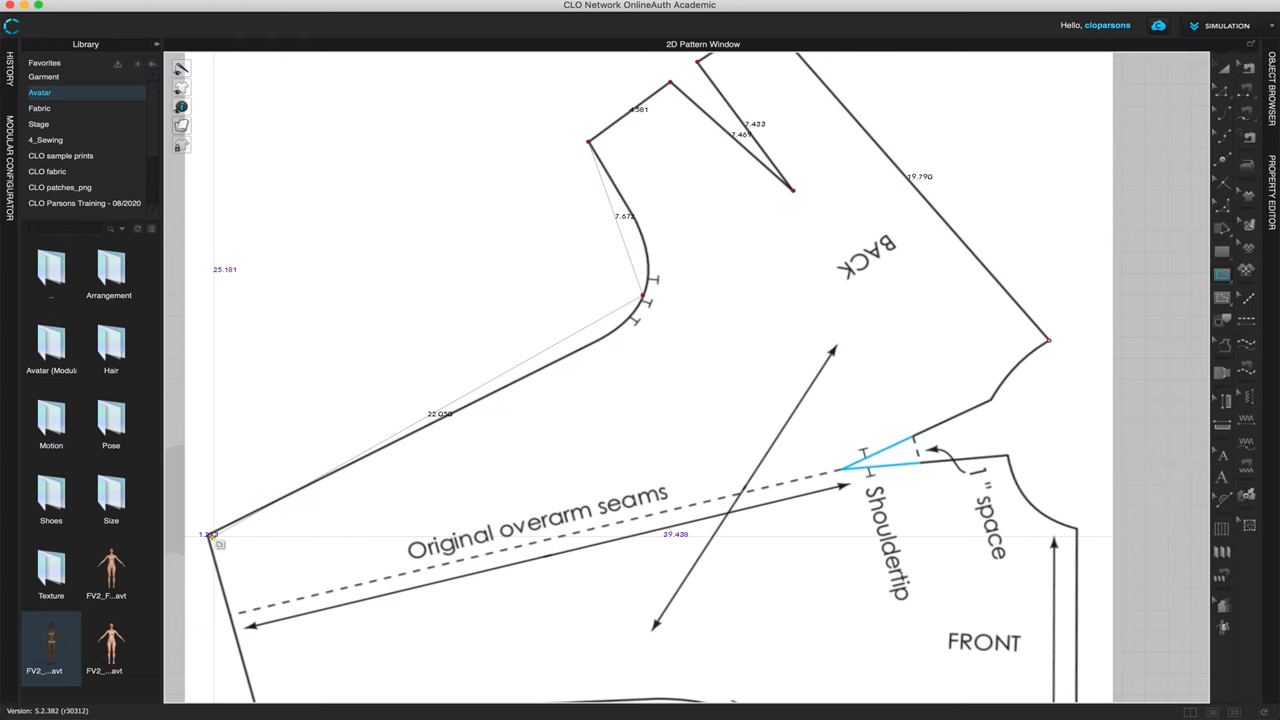 CLO Network OnlineAuth Academic
Hello, cloparsons
SIMULATION
HISTORY
MODULAR CONFIGURATOR
Library
Favorites
Garment
Avatar
Fabric
Stage
4_Sewing
CLO sample prints
CLO fabric
CLO patches_png
CLO Parsons Training - 08/2020
..
Arrangement
Avatar (Modul
Hair
Motion
Pose
Shoes
Size
Texture
FV2_F...avt
FV2_...avt
FV2_...avt
2D Pattern Window
4.581
7.433
7.469
19.790
7.672
25.181
BACK
22.050
Original overarm seams
39.438
1" space
Shouldertip
FRONT
OBJECT BROWSER
PROPERTY EDITOR
Version: 5.2.382 (r30312)